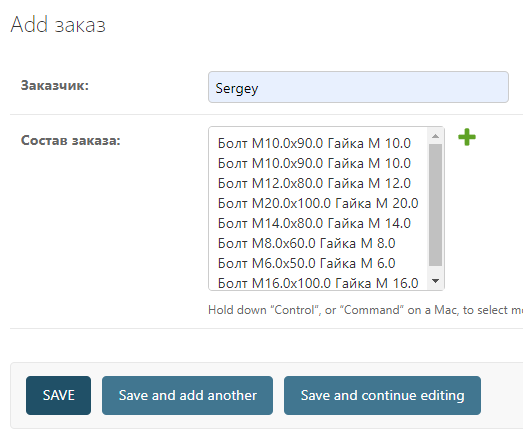 Add заказ
Заказчик:
Sergey
Состав заказа:
Болт M10.0x90.0 Гайка M 10.0
Болт M10.0x90.0 Гайка M 10.0
Болт M12.0x80.0 Гайка M 12.0
Болт M20.0x100.0 Гайка M 20.0
Болт M14.0x80.0 Гайка M 14.0
Болт M8.0x60.0 Гайка M 8.0
Болт M6.0x50.0 Гайка M 6.0
Болт M16.0x100.0 Гайка M 16.0
Hold down “Control”, or “Command” on a Mac, to select
SAVE
Save and add another
Save and continue editing